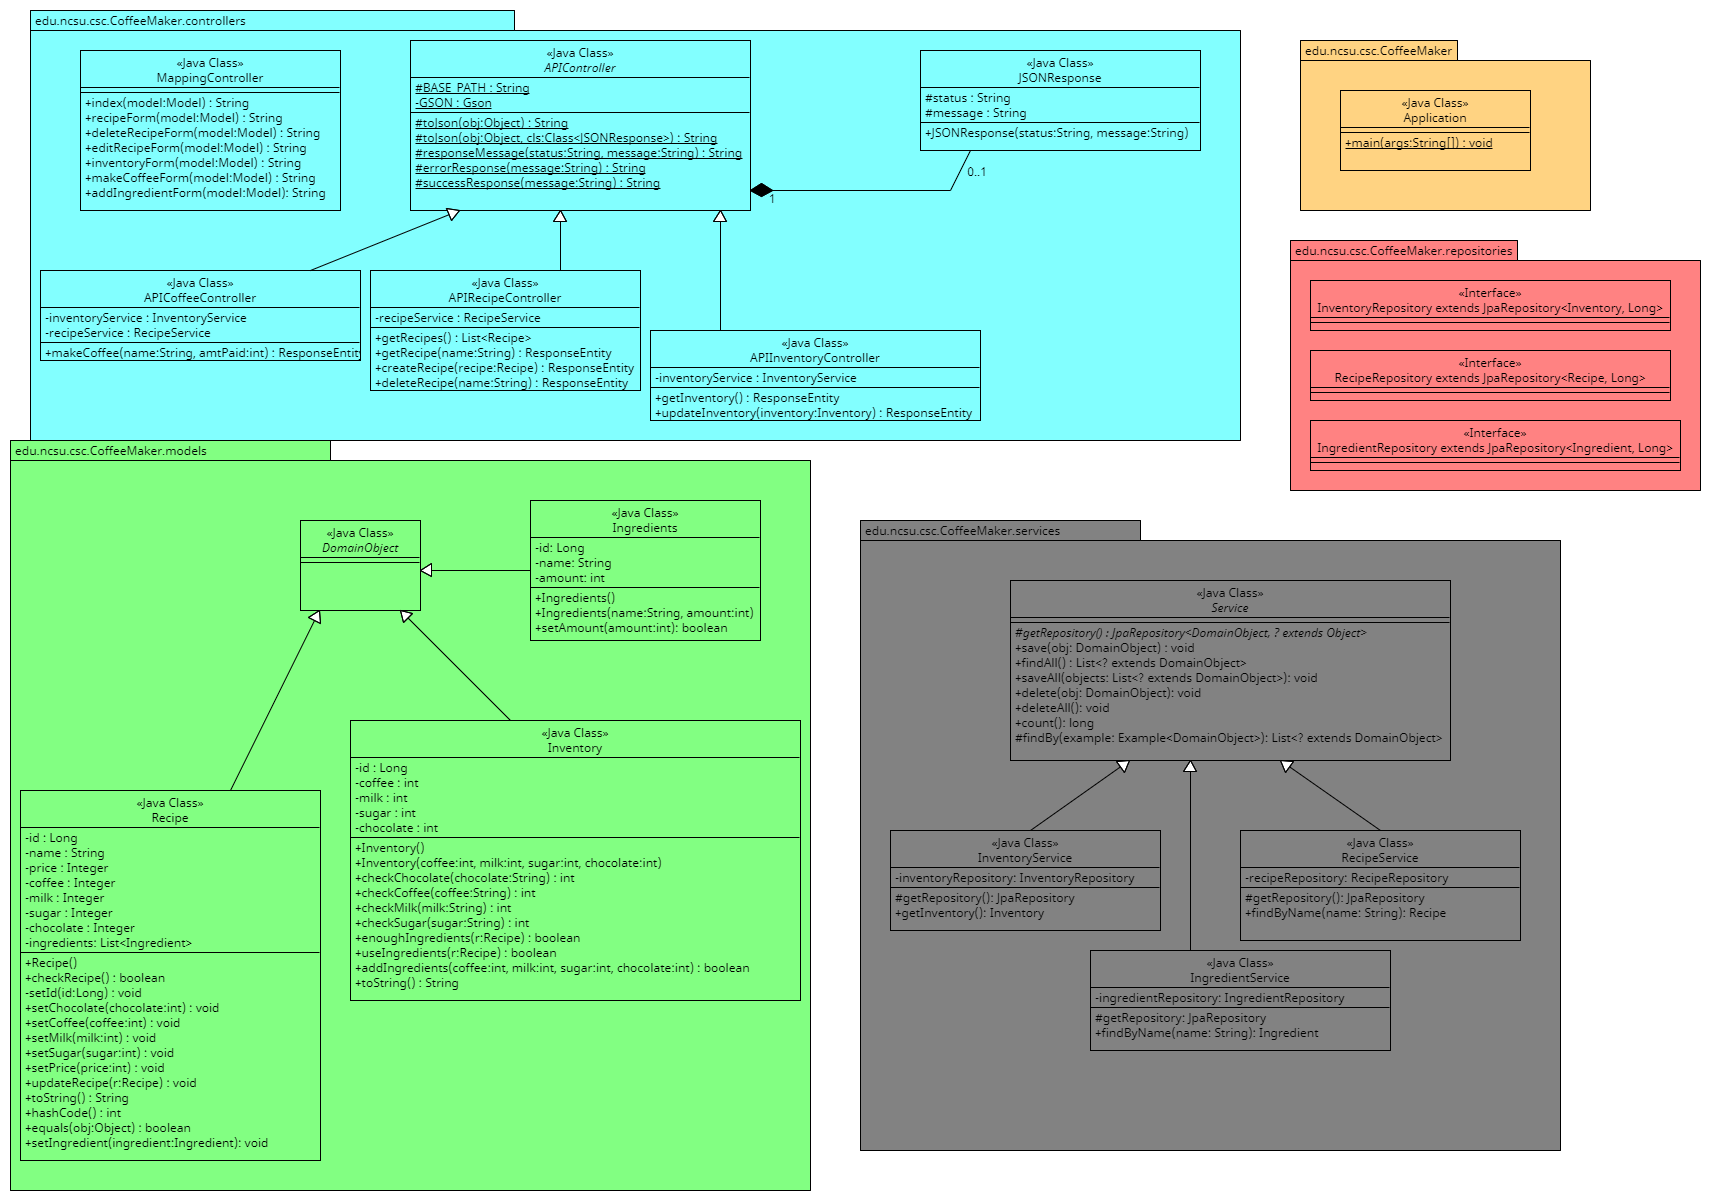 edu.ncsu.csc.CoffeeMaker.controllers
«Java Class»
MappingController
+index(model:Model) : String
+recipeForm(model:Model) : String
+deleteRecipeForm(model:Model) : String
+editRecipeForm(model:Model) : String
+inventoryForm(model:Model) : String
+makeCoffeeForm(model:Model) : String
+addIngredientForm(model:Model): String
«Java Class»
APIController
#BASE_PATH : String
-GSON : Gson
#toJson(obj:Object) : String
#toJson(obj:Object, cls:Class<JSONResponse>) : String
#responseMessage(status:String, message:String) : String
#errorResponse(message:String) : String
#successResponse(message:String) : String
«Java Class»
JSONResponse
#status : String
#message : String
+JSONResponse(status:String, message:String)
0..1
1
«Java Class»
APICoffeeController
-inventoryService : InventoryService
-recipeService : RecipeService
+makeCoffee(name:String, amtPaid:int) : ResponseEntity
«Java Class»
APIRecipeController
-recipeService : RecipeService
+getRecipes() : List<Recipe>
+getRecipe(name:String) : ResponseEntity
+createRecipe(recipe:Recipe) : ResponseEntity
+deleteRecipe(name:String) : ResponseEntity
«Java Class»
APIInventoryController
-inventoryService : InventoryService
+getInventory() : ResponseEntity
+updateInventory(inventory:Inventory) : ResponseEntity
edu.ncsu.csc.CoffeeMaker
«Java Class»
Application
+main(args:String[]) : void
edu.ncsu.csc.CoffeeMaker.repositories
«Interface»
InventoryRepository extends JpaRepository<Inventory, Long>
«Interface»
RecipeRepository extends JpaRepository<Recipe, Long>
«Interface»
IngredientRepository extends JpaRepository<Ingredient, Long>
edu.ncsu.csc.CoffeeMaker.models
«Java Class»
DomainObject
«Java Class»
Ingredients
-id: Long
-name: String
-amount: int
+Ingredients()
+Ingredients(name:String, amount:int)
+setAmount(amount:int): boolean
«Java Class»
Recipe
-id : Long
-name : String
-price : Integer
-coffee : Integer
-milk : Integer
-sugar : Integer
-chocolate : Integer
-ingredients: List<Ingredient>
+Recipe()
+checkRecipe() : boolean
-setId(id:Long) : void
+setChocolate(chocolate:int) : void
+setCoffee(coffee:int) : void
+setMilk(milk:int) : void
+setSugar(sugar:int) : void
+setPrice(price:int) : void
+updateRecipe(r:Recipe) : void
+toString() : String
+hashCode() : int
+equals(obj:Object) : boolean
+setIngredient(ingredient:Ingredient): void
«Java Class»
Inventory
-id : Long
-coffee : int
-milk : int
-sugar : int
-chocolate : int
+Inventory()
+Inventory(coffee:int, milk:int, sugar:int, chocolate:int)
+checkChocolate(chocolate:String) : int
+checkCoffee(coffee:String) : int
+checkMilk(milk:String) : int
+checkSugar(sugar:String) : int
+enoughIngredients(r:Recipe) : boolean
+useIngredients(r:Recipe) : boolean
+addIngredients(coffee:int, milk:int, sugar:int, chocolate:int) : boolean
+toString() : String
edu.ncsu.csc.CoffeeMaker.services
«Java Class»
Service
#getRepository() : JpaRepository<DomainObject, ? extends Object>
+save(obj: DomainObject) : void
+findAll() : List<? extends DomainObject>
+saveAll(objects: List<? extends DomainObject>): void
+delete(obj: DomainObject): void
+deleteAll(): void
+count(): long
#findBy(example: Example<DomainObject>): List<? extends DomainObject>
«Java Class»
InventoryService
-inventoryRepository: InventoryRepository
#getRepository(): JpaRepository
+getInventory(): Inventory
«Java Class»
RecipeService
-recipeRepository: RecipeRepository
#getRepository(): JpaRepository
+findByName(name: String): Recipe
«Java Class»
IngredientService
-ingredientRepository: IngredientRepository
#getRepository: JpaRepository
+findByName(name: String): Ingredient